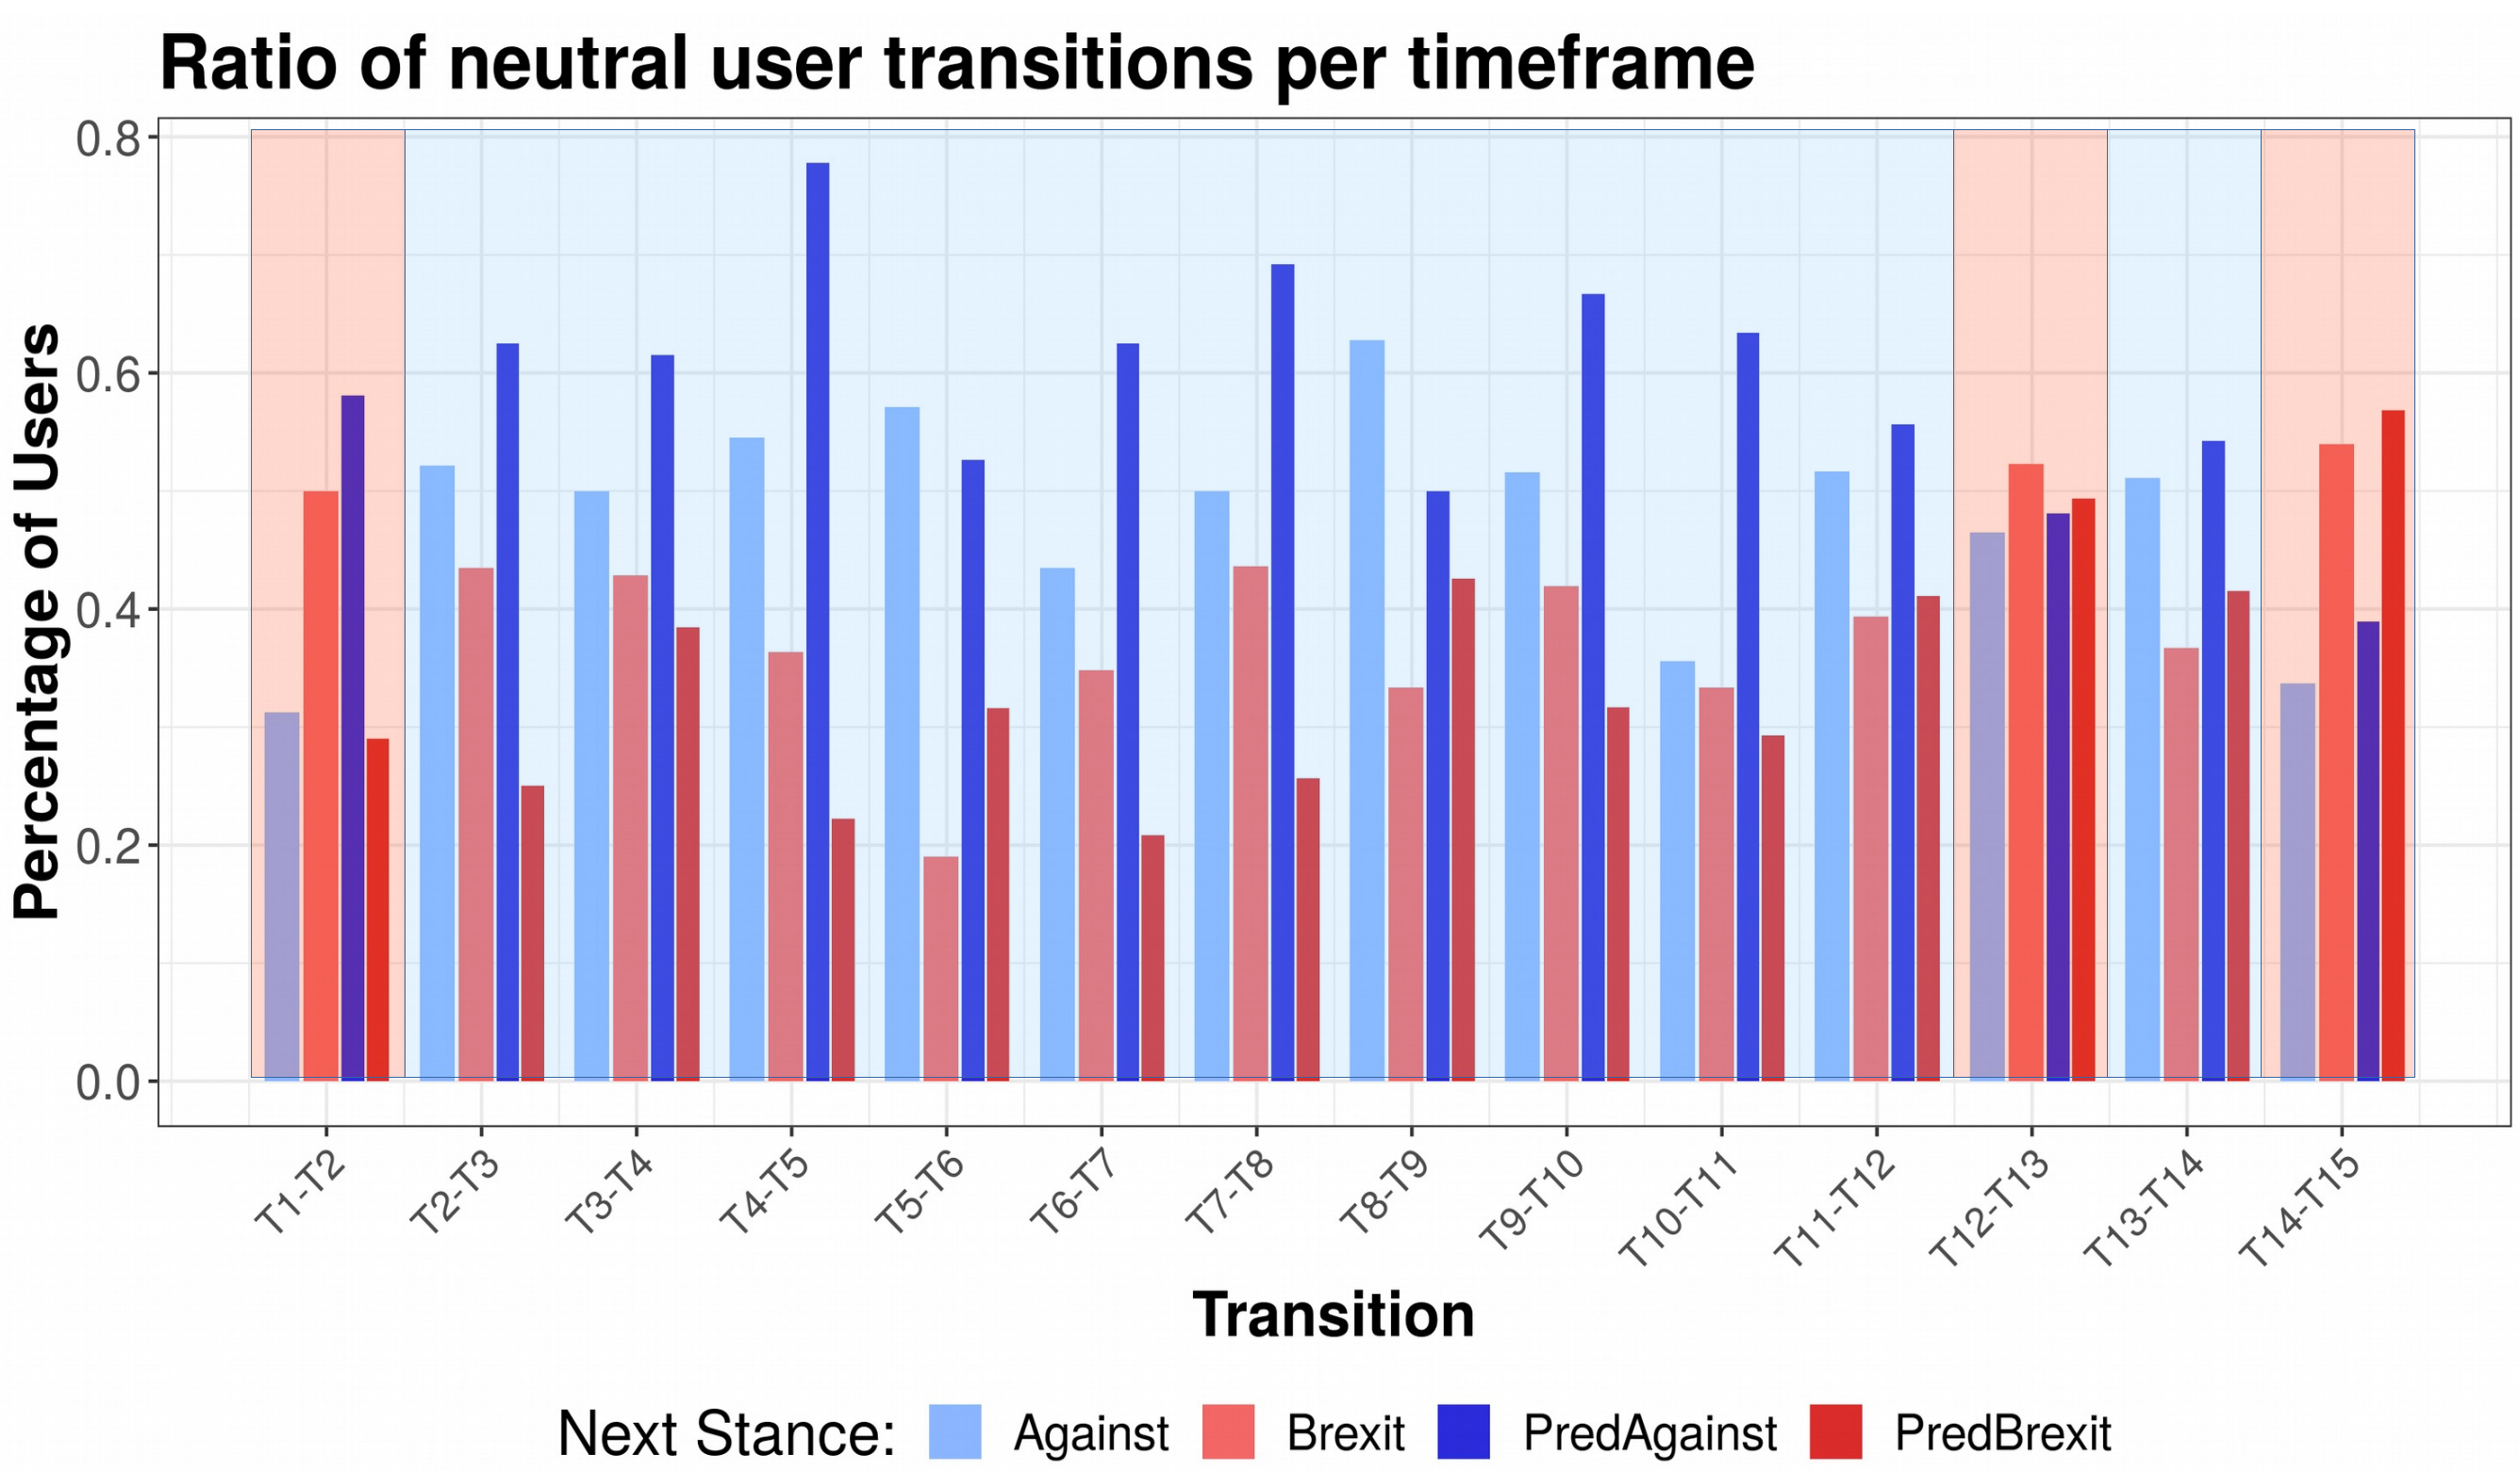 Ratio of neutral user transitions per timeframe
Percentage of Users
0.8
0.6
0.4
0.2
0.0
T1-T2
T2-T3
T3-T4
T4-T5
T5-T6
T6-T7
T7-T8
T8-T9
T9-T10
T10-T11
T11-T12
T12-T13
T13-T14
T14-T15
Transition
Next Stance: Against Brexit PredAgainst PredBrexit